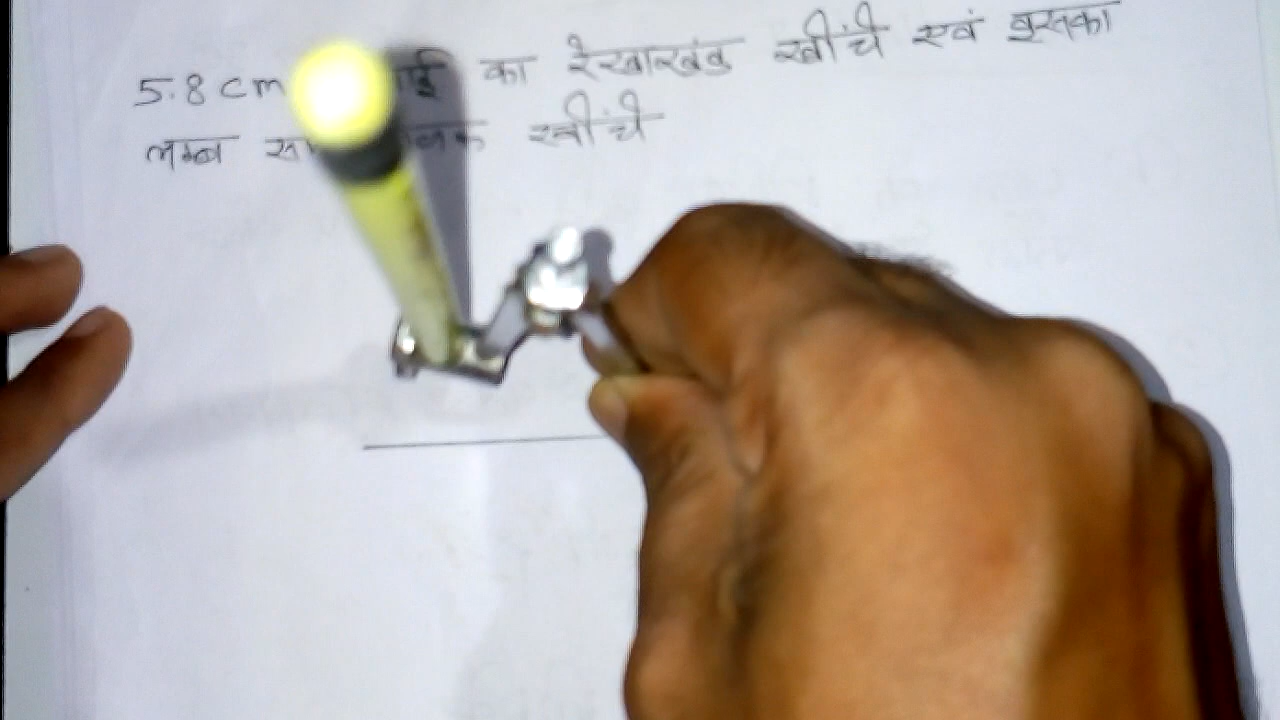 5.8 cm का रेखाखंड खींचे एवं इसका
लम्ब खींचे